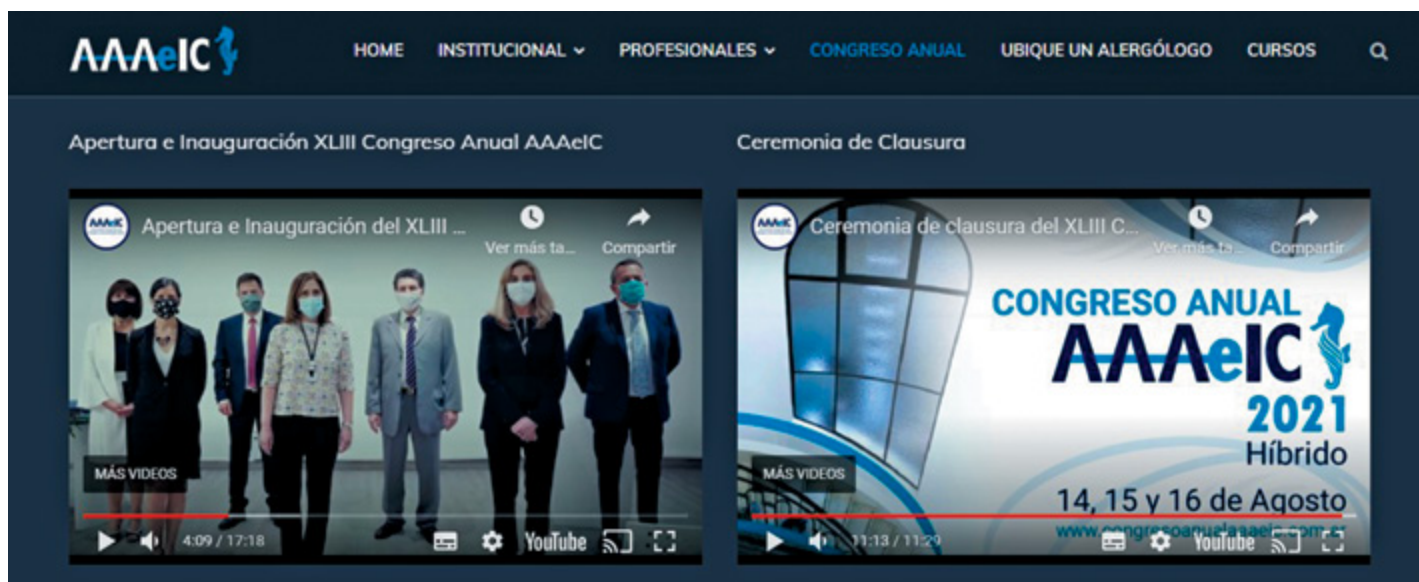 AAAeIC
HOME INSTITUCIONAL PROFESIONALES CONGRESO ANUAL UBIQUE UN ALERGÓLOGO CURSOS
Apertura e Inauguración XLIII Congreso Anual AAAeIC
Ceremonia de Clausura
AAAeIC
Apertura e Inauguración del XLIII ...
Ver más ta...
Compartir
MÁS VIDEOS
4:09 / 17:18
YouTube
AAAeIC
Ceremonia de clausura del XLIII C...
Ver más ta...
Compartir
CONGRESO ANUAL
AAAeIC
2021
Híbrido
MÁS VIDEOS
14, 15 y 16 de Agosto
11:13 / 11:29
YouTube